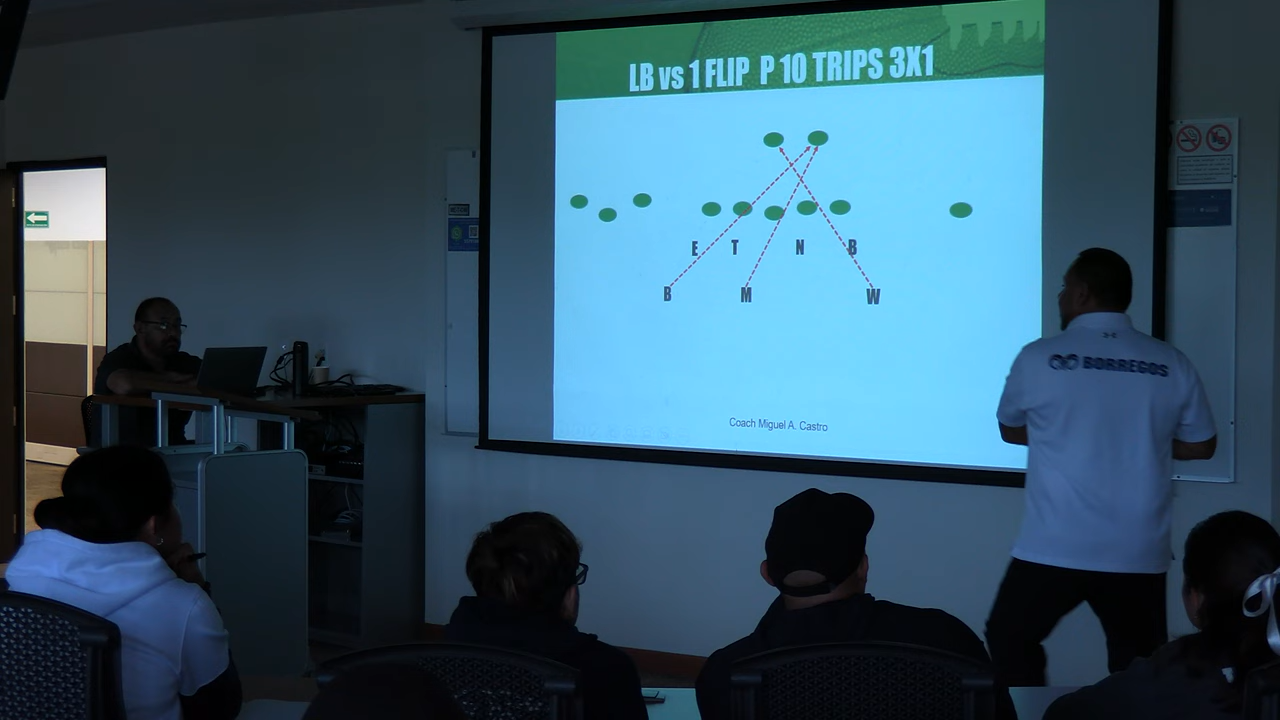 LB vs 1 FLIP P 10 TRIPS 3X1
E T N B
B M W
Coach Miguel A. Castro
BORREGOS